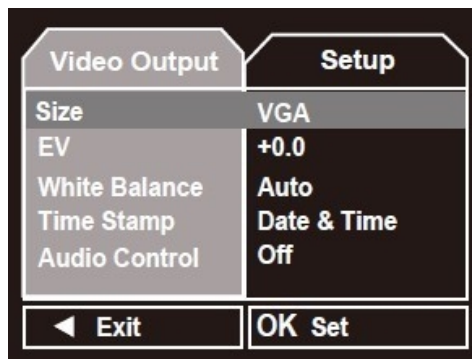 Video Output Setup
Size VGA
EV +0.0
White Balance Auto
Time Stamp Date & Time
Audio Control Off
◀ Exit OK Set